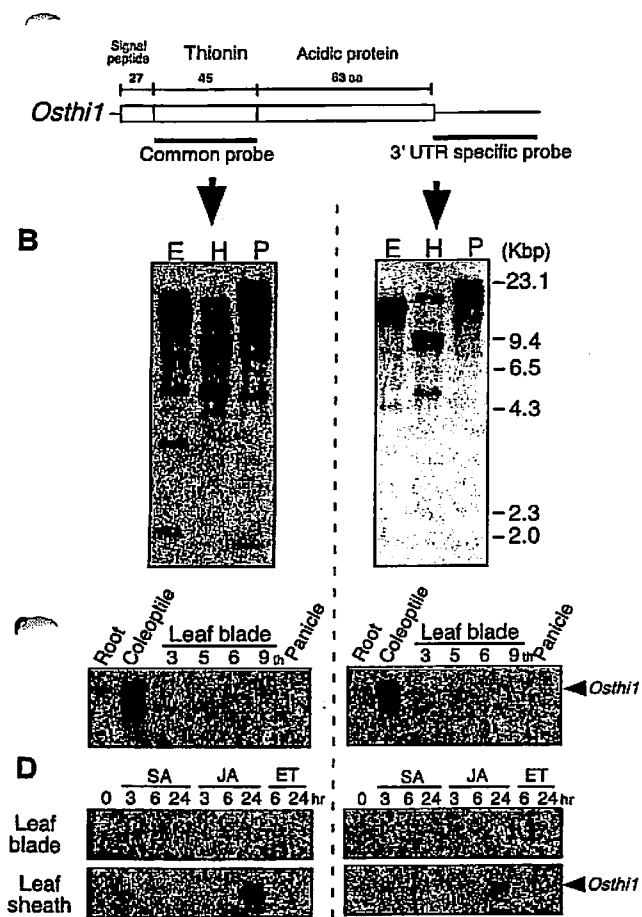 Signal peptide
Thionin
Acidic protein
27
45
63 aa
Osthi1
Common probe
3' UTR specific probe
B
E H P
E H P (Kbp)
-23.1
-9.4
-6.5
-4.3
-2.3
-2.0
Root
Coleoptile
Leaf blade
3 5 6 9th
Panicle
Root
Coleoptile
Leaf blade
3 5 6 9th
Panicle
Osthi1
D
SA JA ET
0 3 6 24 3 6 24 6 24 hr
SA JA ET
0 3 6 24 3 6 24 6 24 hr
Leaf blade
Leaf sheath
Osthi1